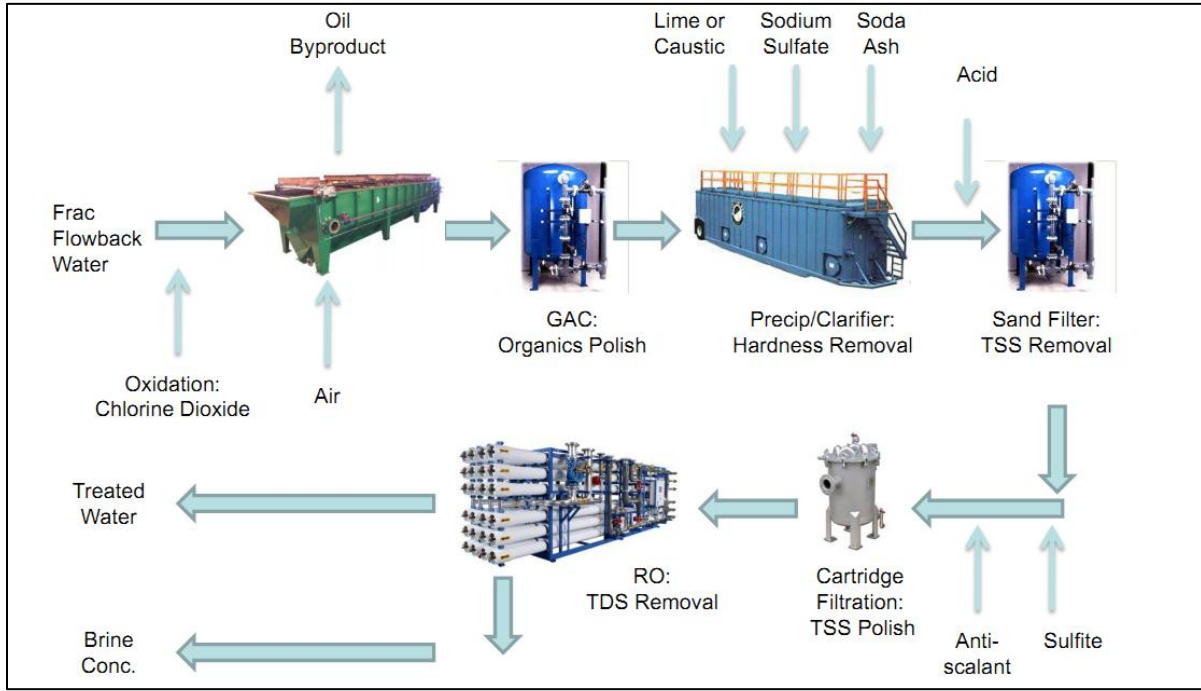 Oil
Byproduct
Lime or
Caustic
Sodium
Sulfate
Soda
Ash
Acid
Frac
Flowback
Water
GAC:
Organics Polish
Precip/Clarifier:
Hardness Removal
Sand Filter:
TSS Removal
Oxidation:
Chlorine Dioxide
Air
Treated
Water
RO:
TDS Removal
Cartridge
Filtration:
TSS Polish
Brine
Conc.
Anti-
scalant
Sulfite